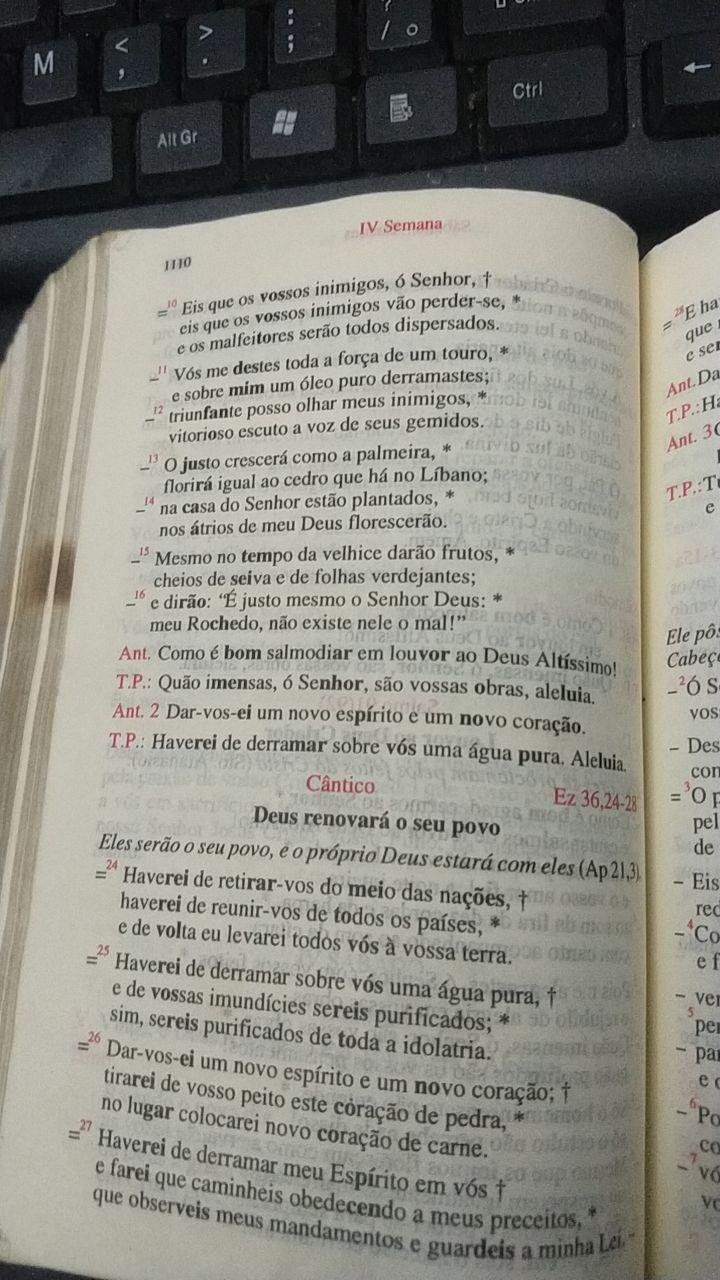 M
<
,
>
.
:
;
?
/ °
Alt Gr
Ctrl
←
IV Semana
1110
=10 Eis que os vossos inimigos, ó Senhor, †
eis que os vossos inimigos vão perder-se, *
e os malfeitores serão todos dispersados.
–11 Vós me destes toda a força de um touro, *
e sobre mim um óleo puro derramastes;
–12 triunfante posso olhar meus inimigos, *
vitorioso escuto a voz de seus gemidos.
–13 O justo crescerá como a palmeira, *
florirá igual ao cedro que há no Líbano;
–14 na casa do Senhor estão plantados, *
nos átrios de meu Deus florescerão.
–15 Mesmo no tempo da velhice darão frutos, *
cheios de seiva e de folhas verdejantes;
–16 e dirão: “É justo mesmo o Senhor Deus: *
meu Rochedo, não existe nele o mal!”
Ant. Como é bom salmodiar em louvor ao Deus Altíssimo!
T.P.: Quão imensas, ó Senhor, são vossas obras, aleluia.
Ant. 2 Dar-vos-ei um novo espírito e um novo coração.
T.P.: Haverei de derramar sobre vós uma água pura. Aleluia.
Cântico Ez 36,24-28
Deus renovará o seu povo
Eles serão o seu povo, e o próprio Deus estará com eles (Ap 21,3).
=24 Haverei de retirar-vos do meio das nações, †
haverei de reunir-vos de todos os países, *
e de volta eu levarei todos vós à vossa terra.
=25 Haverei de derramar sobre vós uma água pura, †
e de vossas imundícies sereis purificados; *
sim, sereis purificados de toda a idolatria.
=26 Dar-vos-ei um novo espírito e um novo coração; †
tirarei de vosso peito este coração de pedra, *
no lugar colocarei novo coração de carne.
=27 Haverei de derramar meu Espírito em vós †
e farei que caminheis obedecendo a meus preceitos, *
que observeis meus mandamentos e guardeis a minha Lei.
=28 E ha
que
e se
Ant. Da
T.P.: Ha
Ant. 3
T.P.: Tu
e
Ele pôs
Cabeç
–2 Ó S
vos
– Des
con
=3 O p
pel
de
– Eis
red
–4 Co
e f
– ver
5 per
– par
e c
–6 Po
co
–7 vó
vo